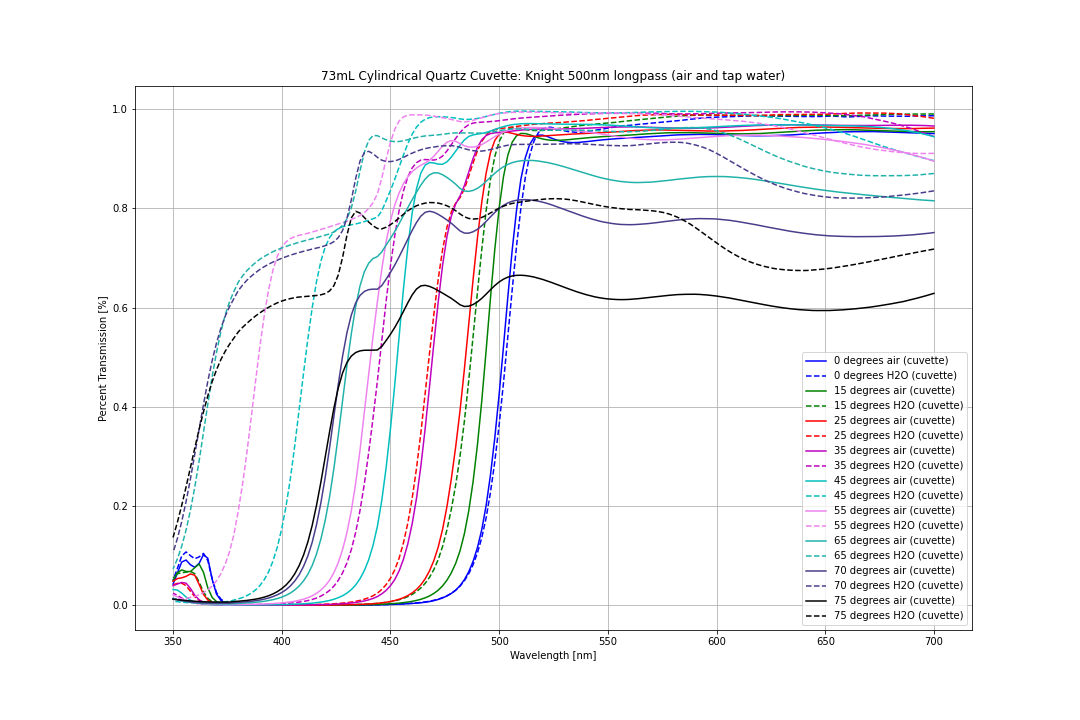 73mL Cylindrical Quartz Cuvette: Knight 500nm longpass (air and tap water)
Percent Transmission [%]
1.0
0.8
0.6
0.4
0.2
0.0
0 degrees air (cuvette)
0 degrees H2O (cuvette)
15 degrees air (cuvette)
15 degrees H2O (cuvette)
25 degrees air (cuvette)
25 degrees H2O (cuvette)
35 degrees air (cuvette)
35 degrees H2O (cuvette)
45 degrees air (cuvette)
45 degrees H2O (cuvette)
55 degrees air (cuvette)
55 degrees H2O (cuvette)
65 degrees air (cuvette)
65 degrees H2O (cuvette)
70 degrees air (cuvette)
70 degrees H2O (cuvette)
75 degrees air (cuvette)
75 degrees H2O (cuvette)
350 400 450 500 550 600 650 700
Wavelength [nm]